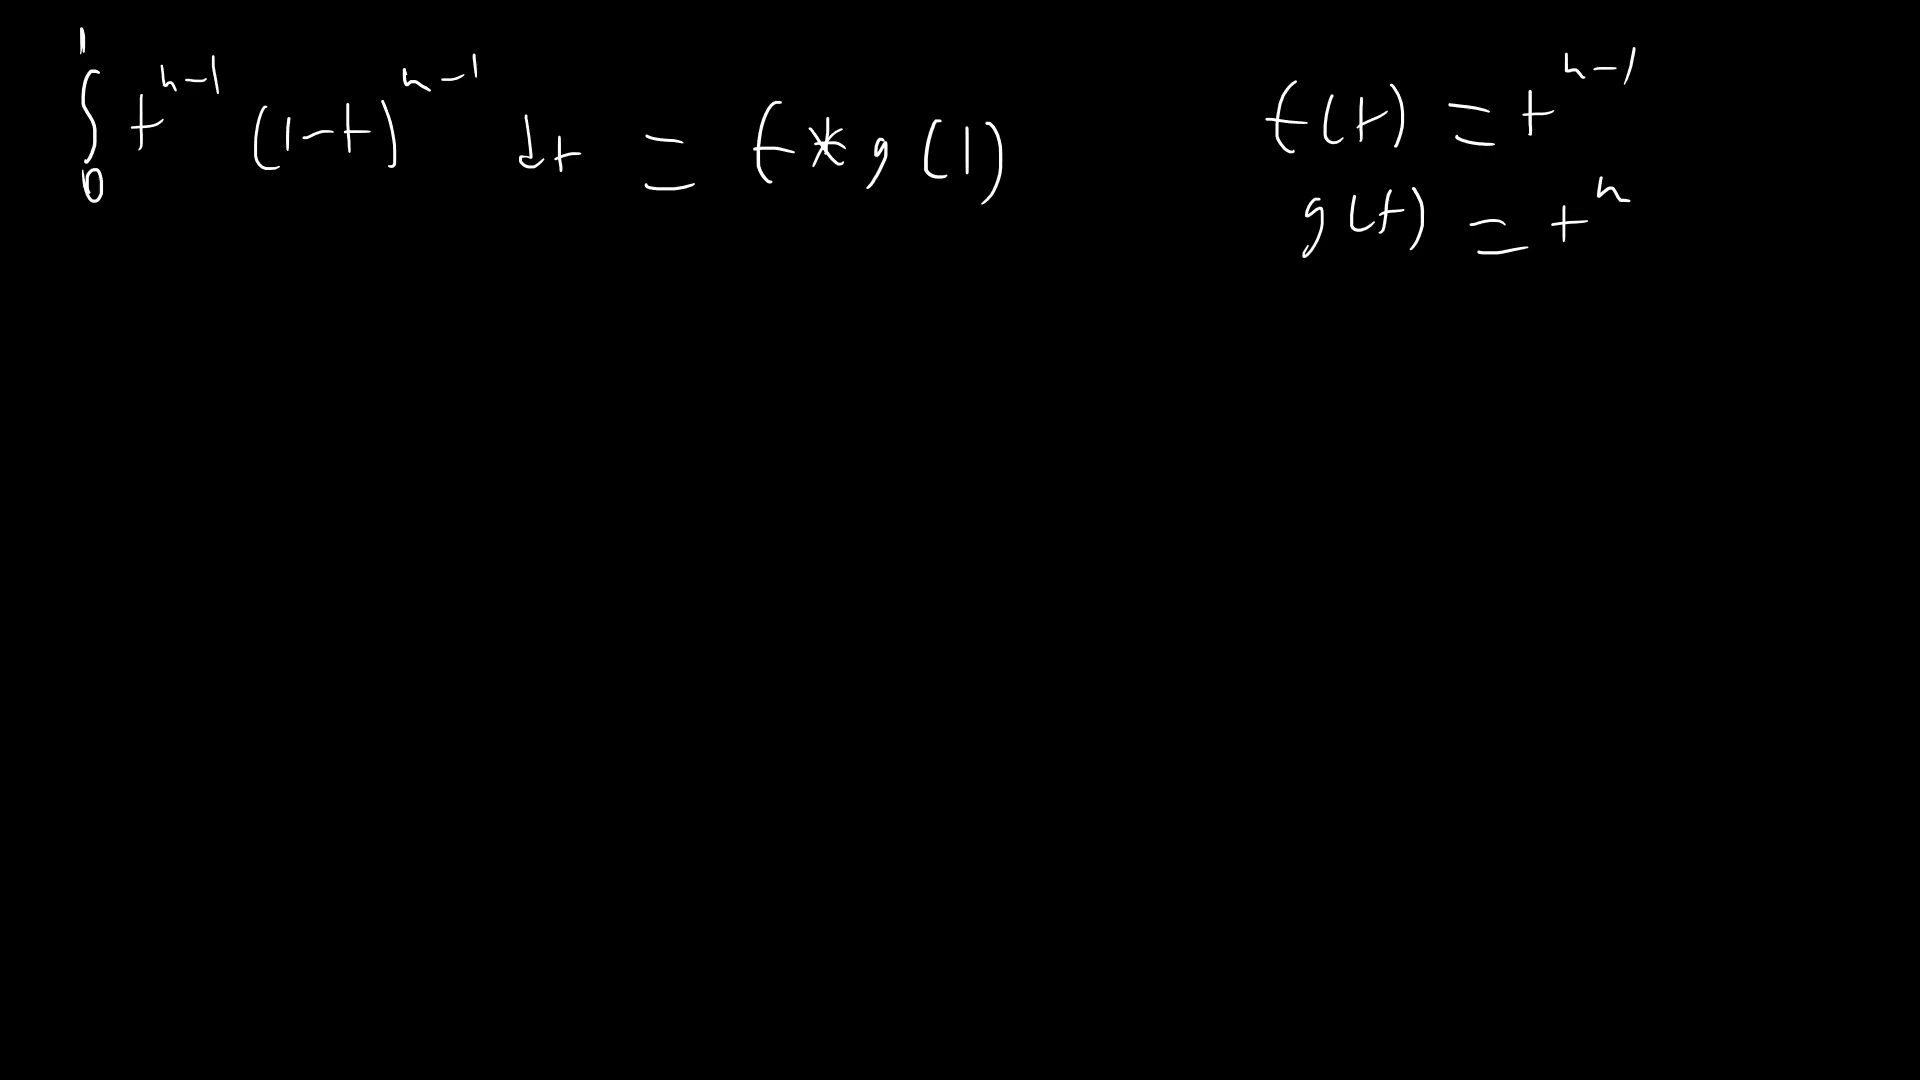 ∫₀¹ t^{n-1} (1-t)^{n-1} dt = f*g(1)
f(t) = t^{n-1}
g(t) = t^n